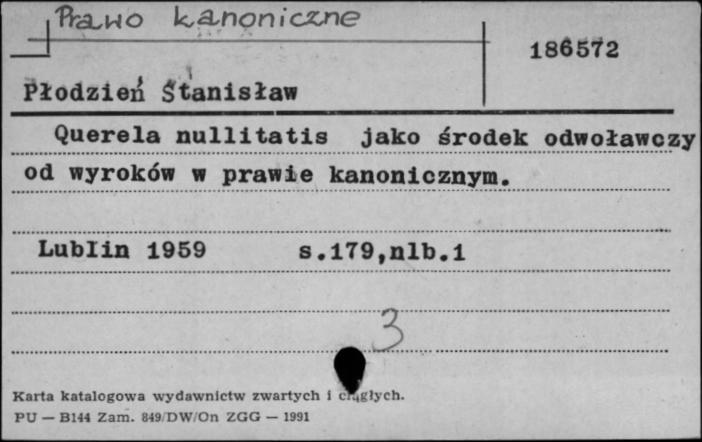 Prawo kanoniczne
186572
Płodzień Stanisław
Querela nullitatis jako środek odwoławczy
od wyroków w prawie kanonicznym.
LubIin 1959 s.179,nlb.1
3
Karta katalogowa wydawnictw zwartych i ciągłych.
PU — B144 Zam. 849/DW/On ZGG — 1991